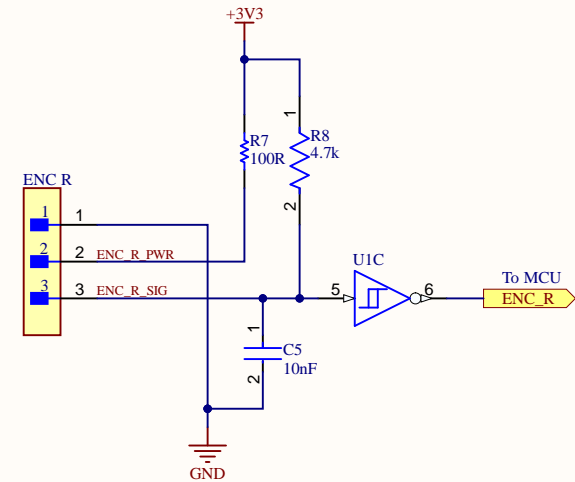 +3V3
1
R7
100R
R8
4.7k
2
ENC R
1
1
2
2
ENC_R_PWR
3
3
ENC_R_SIG
U1C
5
6
To MCU
ENC_R
1
C5
10nF
2
GND